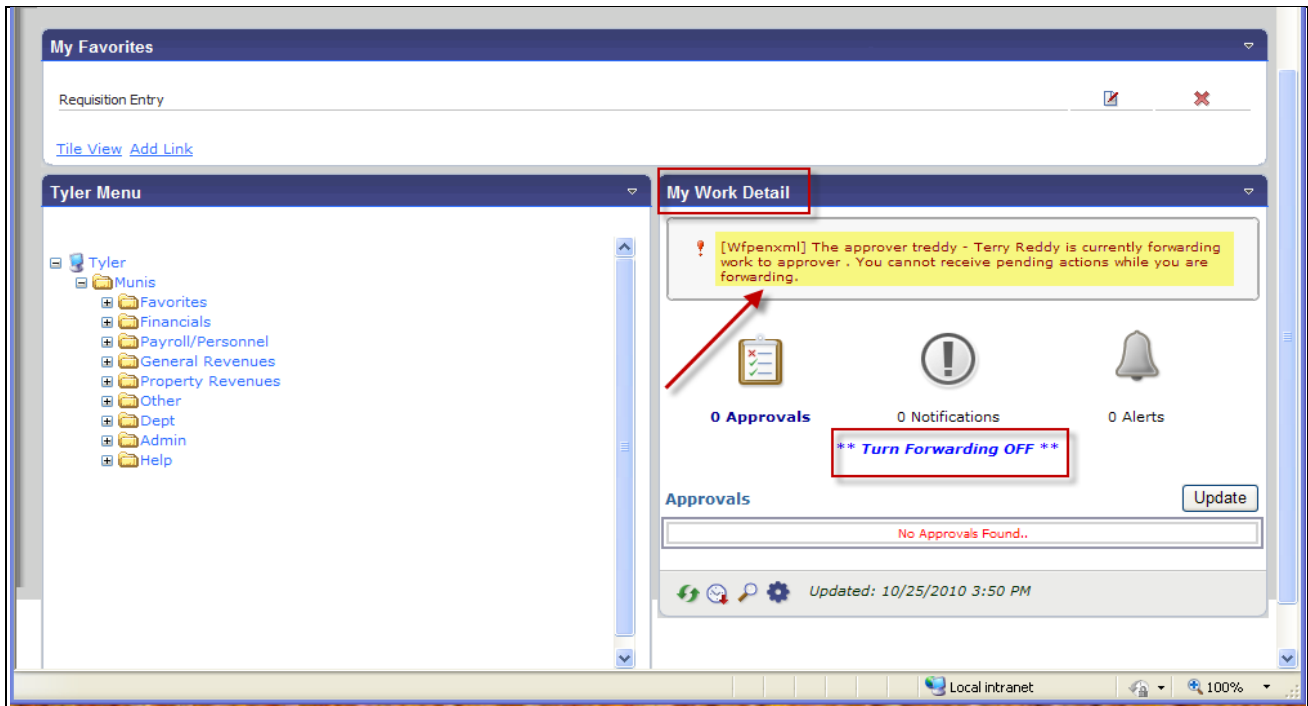 My Favorites
Requisition Entry
Tile View Add Link
Tyler Menu
Tyler
Munis
Favorites
Financials
Payroll/Personnel
General Revenues
Property Revenues
Other
Dept
Admin
Help
My Work Detail
[Wfpenxml] The approver treddy - Terry Reddy is currently forwarding
work to approver . You cannot receive pending actions while you are
forwarding.
0 Approvals 0 Notifications 0 Alerts
** Turn Forwarding OFF **
Approvals Update
No Approvals Found..
Updated: 10/25/2010 3:50 PM
Local intranet 100%